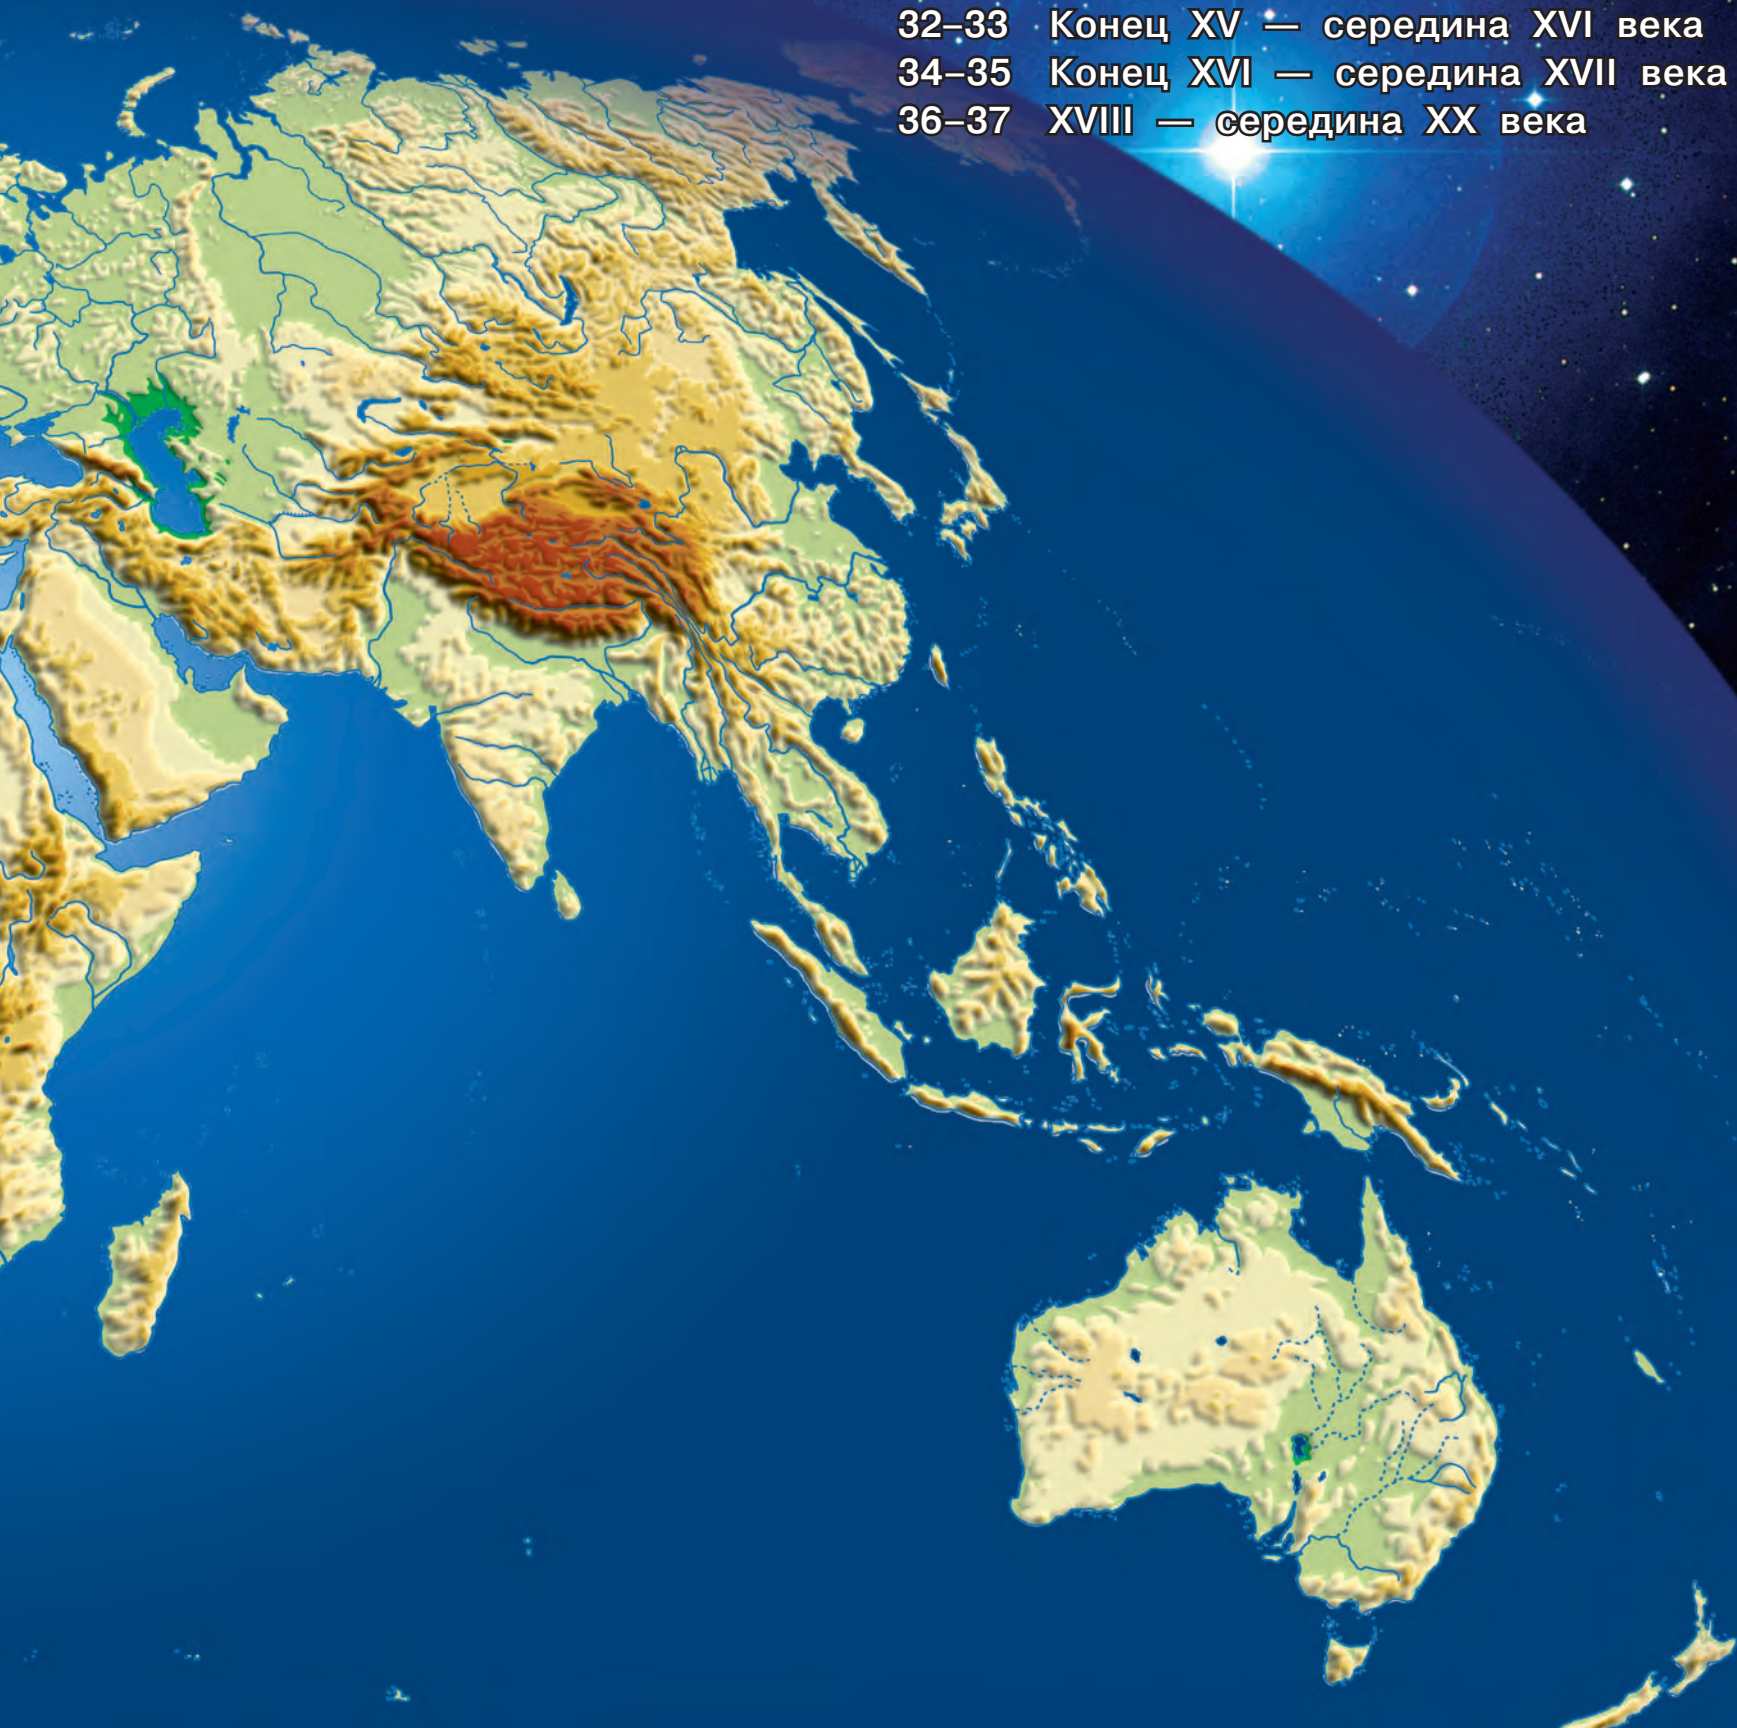 32–33 Конец XV — середина XVI века
34–35 Конец XVI — середина XVII века
36–37 XVIII — середина XX века